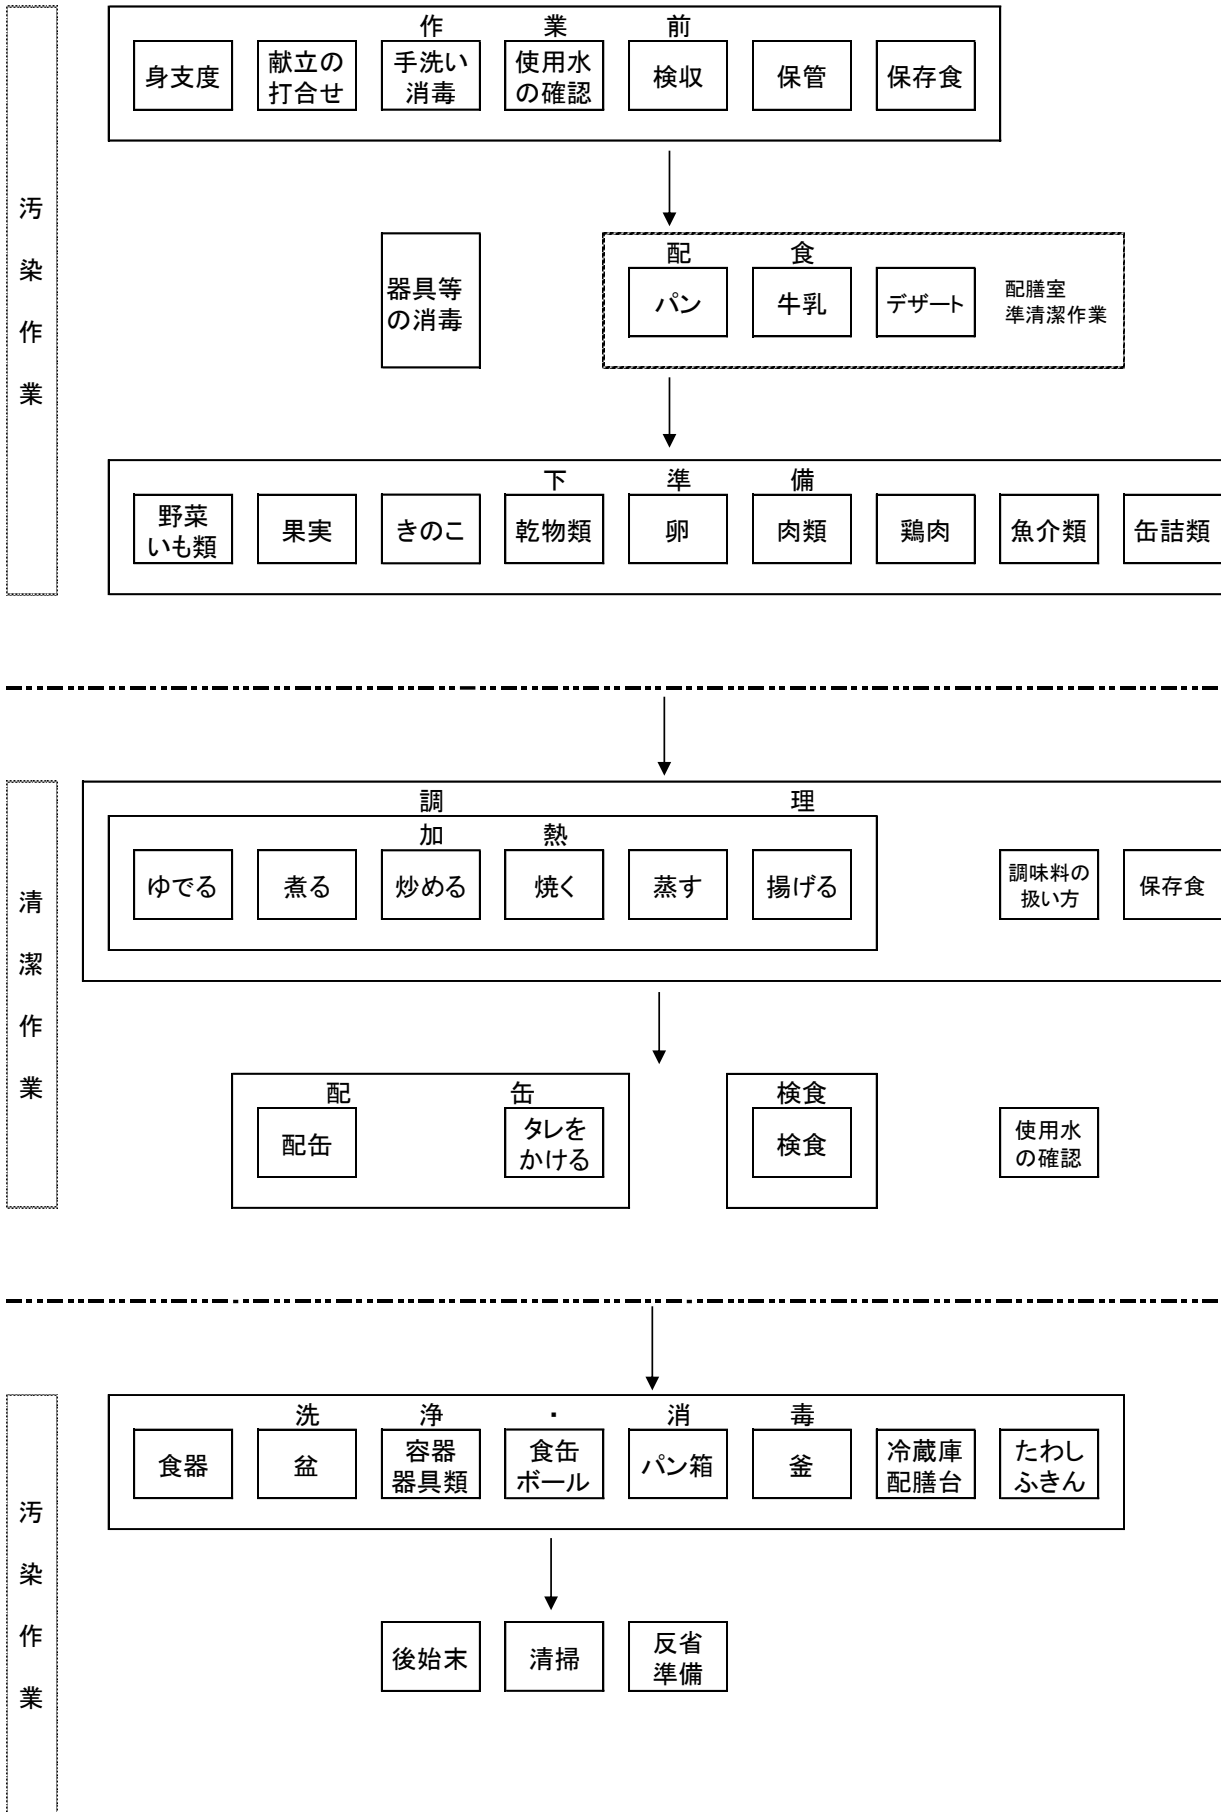 汚染作業
作業前
身支度
献立の
打合せ
手洗い
消毒
使用水
の確認
検収
保管
保存食
器具等
の消毒
配食
パン
牛乳
デザート
配膳室
準清潔作業
下準備
野菜
いも類
果実
きのこ
乾物類
卵
肉類
鶏肉
魚介類
缶詰類
清潔作業
調理
加熱
ゆでる
煮る
炒める
焼く
蒸す
揚げる
調味料の
扱い方
保存食
配缶
配缶
タレを
かける
検食
検食
使用水
の確認
汚染作業
洗浄・消毒
食器
盆
容器
器具類
食缶
ボール
パン箱
釜
冷蔵庫
配膳台
たわし
ふきん
後始末
清掃
反省
準備